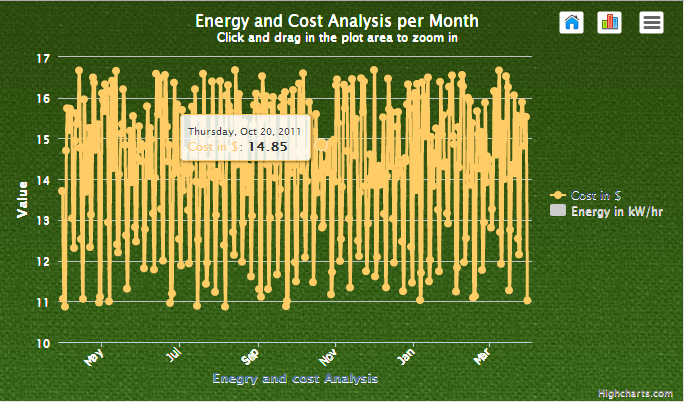 Energy and Cost Analysis per Month
Click and drag in the plot area to zoom in
17
16
15
14
13
12
11
10
Value
Thursday, Oct 20, 2011
Cost in $: 14.85
May
Jul
Sep
Nov
Jan
Mar
Enegry and cost Analysis
Cost in $
Energy in kW/hr
Highcharts.com